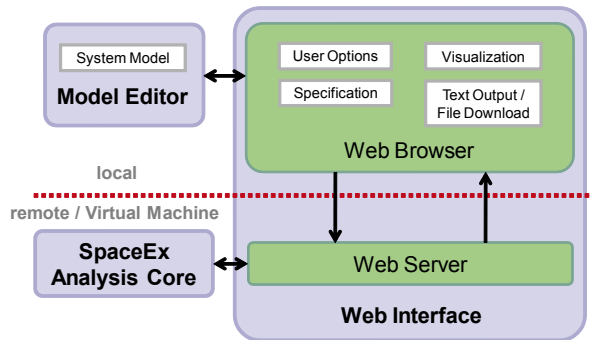 System Model
Model Editor
User Options
Visualization
Specification
Text Output /
File Download
Web Browser
local
remote / Virtual Machine
SpaceEx
Analysis Core
Web Server
Web Interface